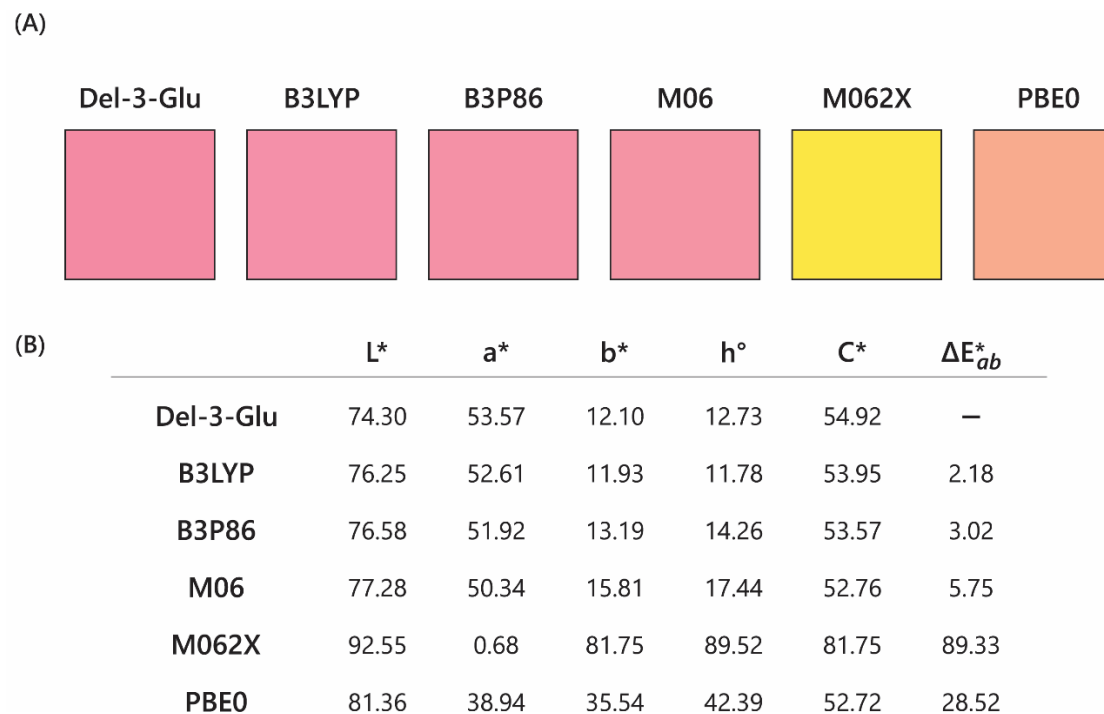 (A)
Del-3-Glu B3LYP B3P86 M06 M062X PBE0
(B)
L* a* b* h° C* ΔE*ab
Del-3-Glu 74.30 53.57 12.10 12.73 54.92 –
B3LYP 76.25 52.61 11.93 11.78 53.95 2.18
B3P86 76.58 51.92 13.19 14.26 53.57 3.02
M06 77.28 50.34 15.81 17.44 52.76 5.75
M062X 92.55 0.68 81.75 89.52 81.75 89.33
PBE0 81.36 38.94 35.54 42.39 52.72 28.52